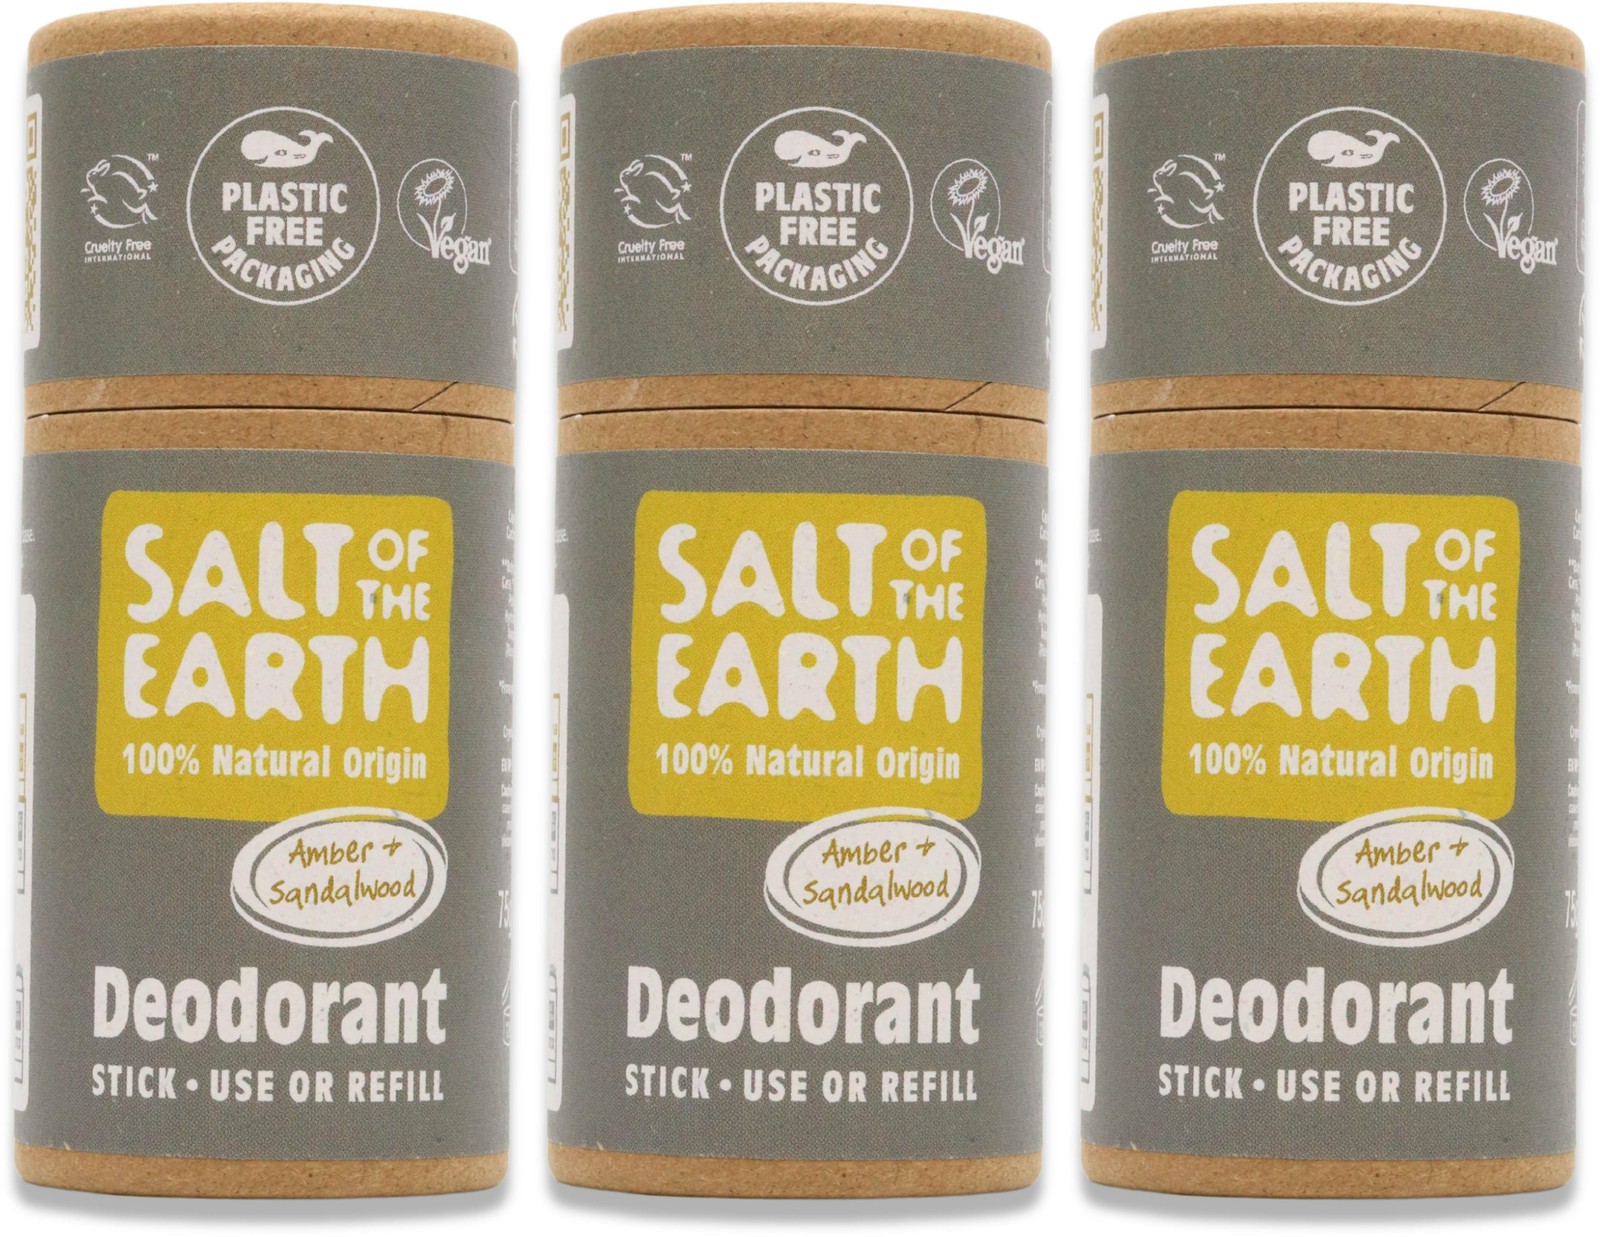 TM
Cruelty Free
INTERNATIONAL
PLASTIC
FREE
PACKAGING
Vegan
SALT OF
THE
EARTH
100% Natural Origin
Amber +
Sandalwood
Deodorant
STICK • USE OR REFILL
TM
Cruelty Free
INTERNATIONAL
PLASTIC
FREE
PACKAGING
Vegan
SALT OF
THE
EARTH
100% Natural Origin
Amber +
Sandalwood
Deodorant
STICK • USE OR REFILL
TM
Cruelty Free
INTERNATIONAL
PLASTIC
FREE
PACKAGING
Vegan
SALT OF
THE
EARTH
100% Natural Origin
Amber +
Sandalwood
Deodorant
STICK • USE OR REFILL